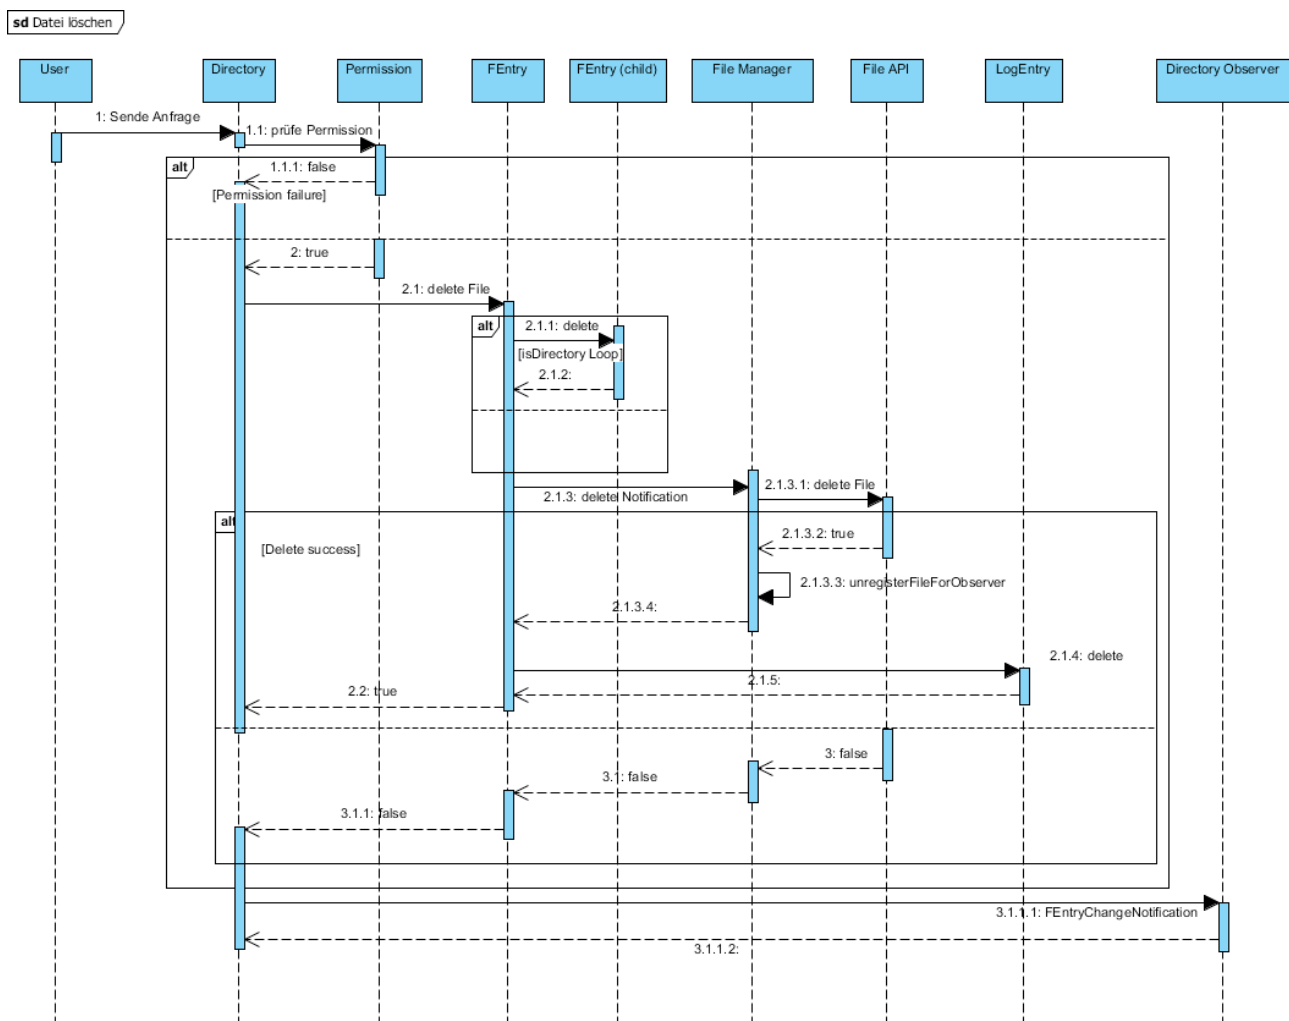 sd Datei löschen
User
Directory
Permission
FEntry
FEntry (child)
File Manager
File API
LogEntry
Directory Observer
1: Sende Anfrage
1.1: prüfe Permission
alt
1.1.1: false
[Permission failure]
2: true
2.1: delete File
alt
2.1.1: delete
[isDirectory Loop]
2.1.2:
2.1.3: delete Notification
2.1.3.1: delete File
alt
[Delete success]
2.1.3.2: true
2.1.3.3: unregisterFileForObserver
2.1.3.4:
2.1.4: delete
2.1.5:
2.2: true
3: false
3.1: false
3.1.1: false
3.1.1.1: FEntryChangeNotification
3.1.1.2: